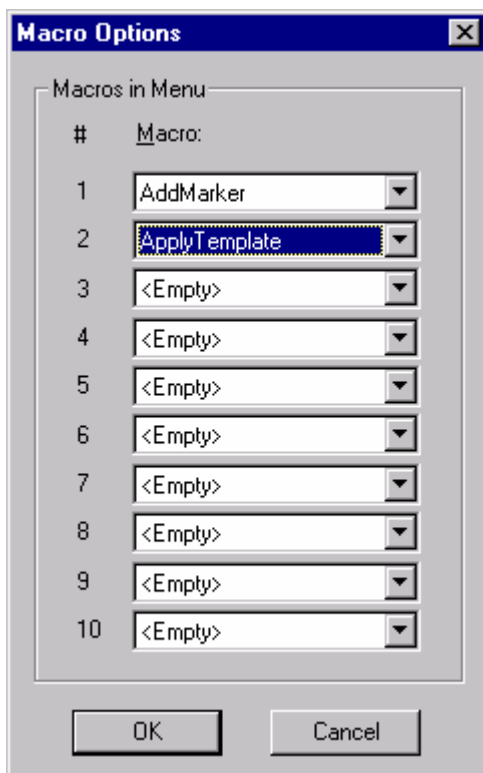 Macro Options
Macros in Menu
# Macro:
1 AddMarker
2 ApplyTemplate
3 <Empty>
4 <Empty>
5 <Empty>
6 <Empty>
7 <Empty>
8 <Empty>
9 <Empty>
10 <Empty>
OK Cancel